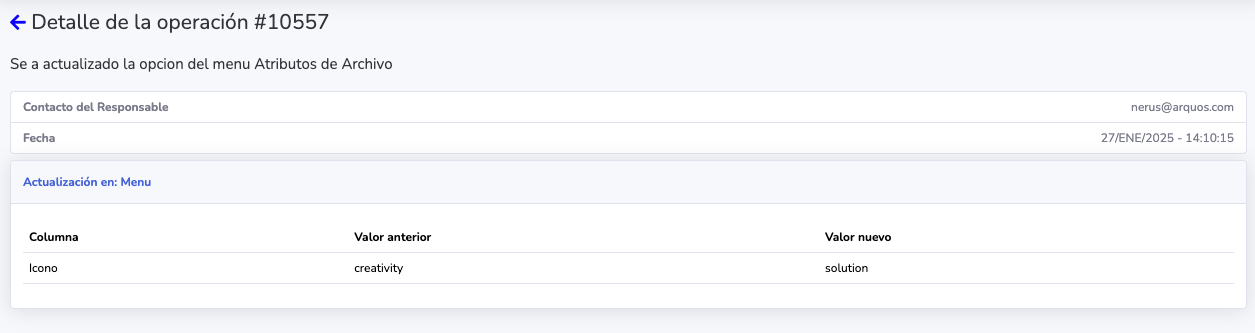 Detalle de la operación #10557
Se a actualizado la opcion del menu Atributos de Archivo
Contacto del Responsable nerus@arquos.com
Fecha 27/ENE/2025 - 14:10:15
Actualización en: Menu
Columna Valor anterior Valor nuevo
Icono creativity solution